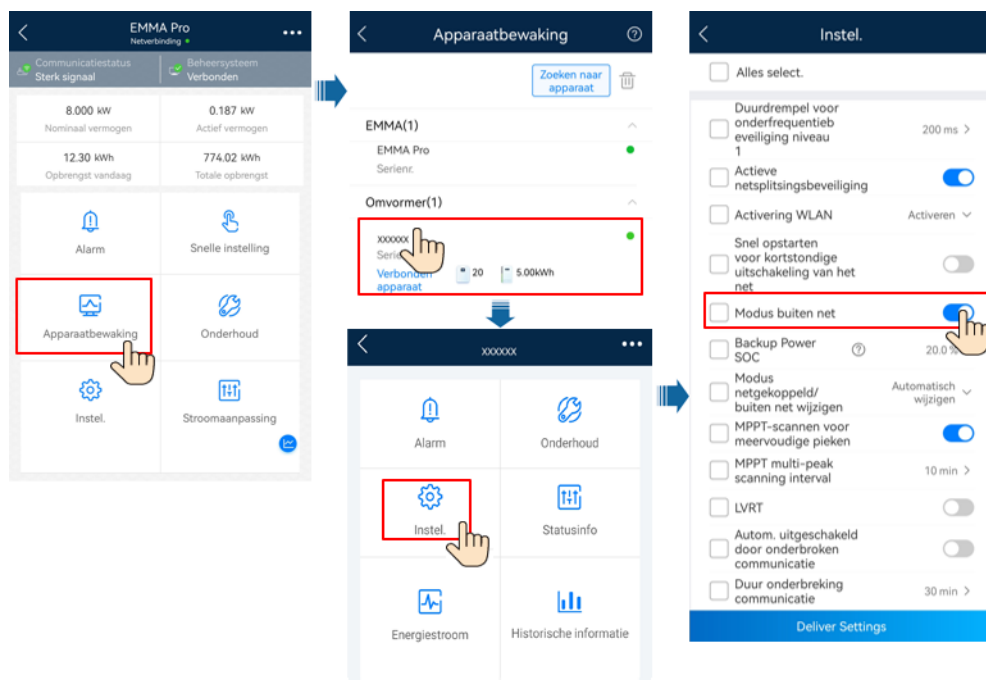 EMMA Pro
Netverbinding
Communicatiestatus
Sterk signaal
Beheersysteem
Verbonden
8.000 kW
Nominaal vermogen
0.187 kW
Actief vermogen
12.30 kWh
Opbrengst vandaag
774.02 kWh
Totale opbrengst
Alarm
Snelle instelling
Apparaatbewaking
Onderhoud
Instel.
Stroomaanpassing
Apparaatbewaking
Zoeken naar
apparaat
EMMA(1)
EMMA Pro
Serienr.
Omvormer(1)
xxxxxx
Serie
Verbonden
apparaat
20
5.00kWh
xxxxxx
Alarm
Onderhoud
Instel.
Statusinfo
Energiestroom
Historische informatie
Instel.
Alles select.
Duurdrempel voor
onderfrequentieb
eveiliging niveau
1
200 ms
Actieve
netsplitsingsbeveiliging
Activering WLAN
Activeren
Snel opstarten
voor kortstondige
uitschakeling van het
net
Modus buiten net
Backup Power
SOC
20.0 %
Modus
netgekoppeld/
buiten net wijzigen
Automatisch
wijzigen
MPPT-scannen voor
meervoudige pieken
MPPT multi-peak
scanning interval
10 min
LVRT
Autom. uitgeschakeld
door onderbroken
communicatie
Duur onderbreking
communicatie
30 min
Deliver Settings